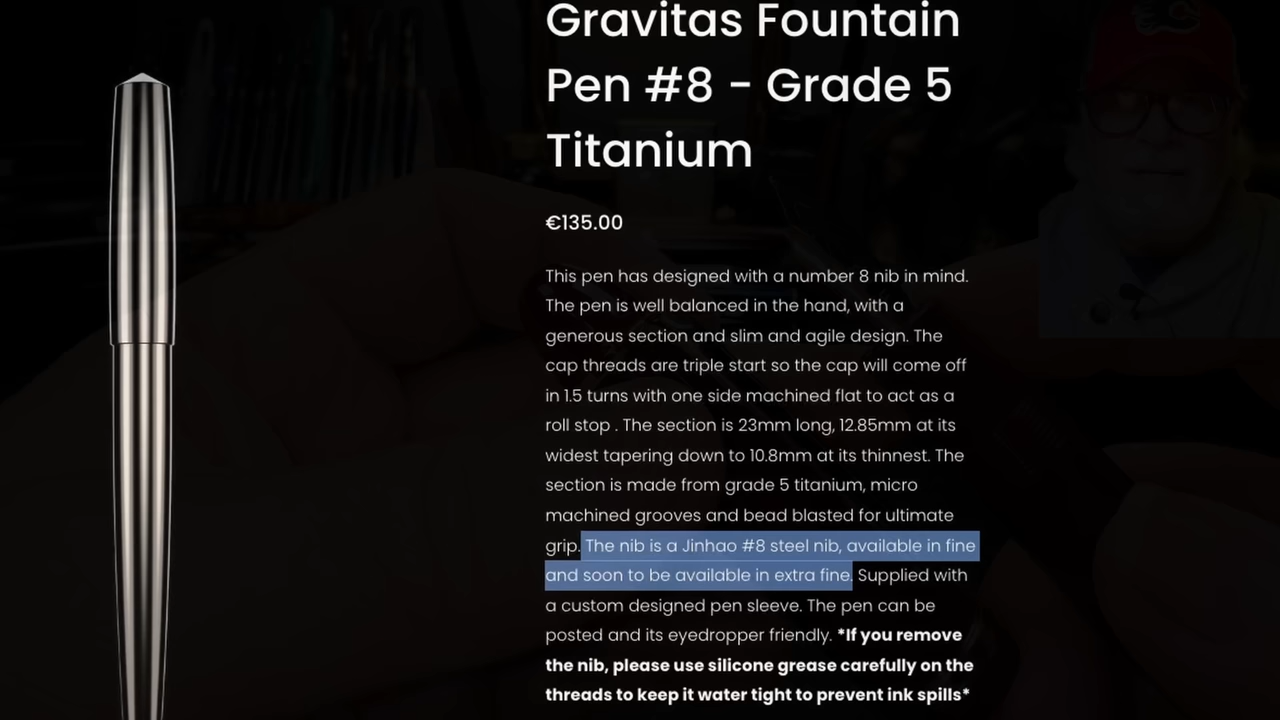 Gravitas Fountain
Pen #8 - Grade 5
Titanium
€135.00
This pen has designed with a number 8 nib in mind.
The pen is well balanced in the hand, with a
generous section and slim and agile design. The
cap threads are triple start so the cap will come off
in 1.5 turns with one side machined flat to act as a
roll stop . The section is 23mm long, 12.85mm at its
widest tapering down to 10.8mm at its thinnest. The
section is made from grade 5 titanium, micro
machined grooves and bead blasted for ultimate
grip. The nib is a Jinhao #8 steel nib, available in fine
and soon to be available in extra fine. Supplied with
a custom designed pen sleeve. The pen can be
posted and its eyedropper friendly. *If you remove
the nib, please use silicone grease carefully on the
threads to keep it water tight to prevent ink spills*